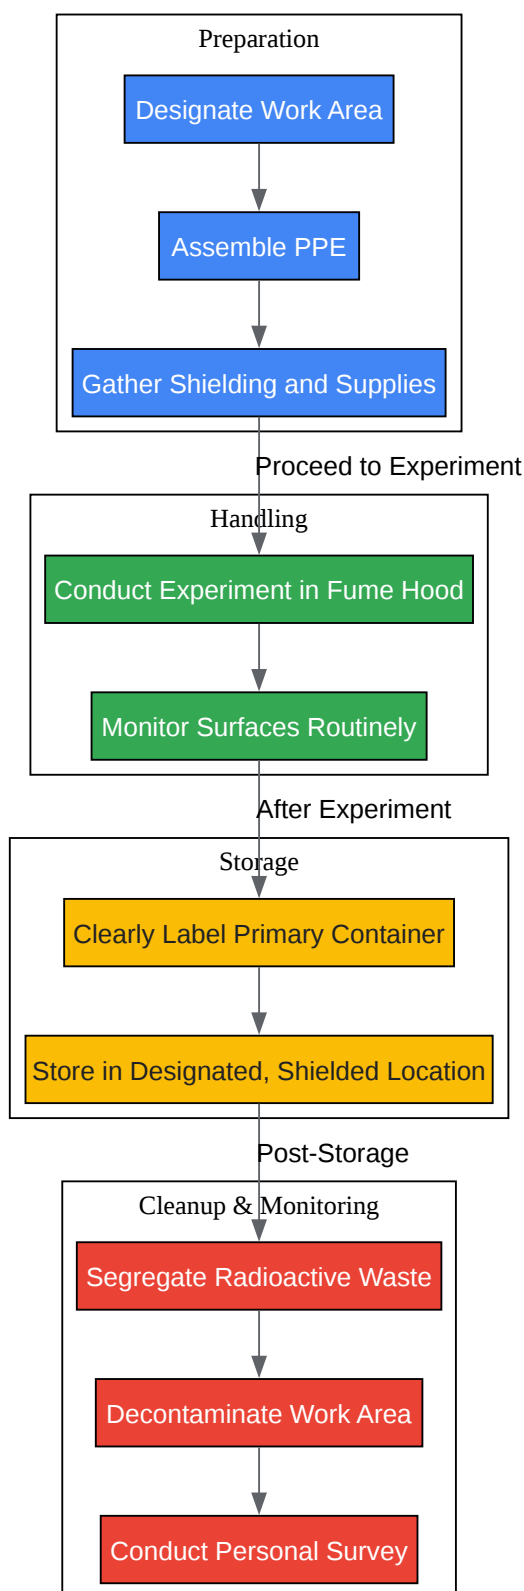 Preparation
Designate Work Area
Assemble PPE
Gather Shielding and Supplies
Proceed to Experiment
Handling
Conduct Experiment in Fume Hood
Monitor Surfaces Routinely
After Experiment
Storage
Clearly Label Primary Container
Store in Designated, Shielded Location
Post-Storage
Cleanup & Monitoring
Segregate Radioactive Waste
Decontaminate Work Area
Conduct Personal Survey